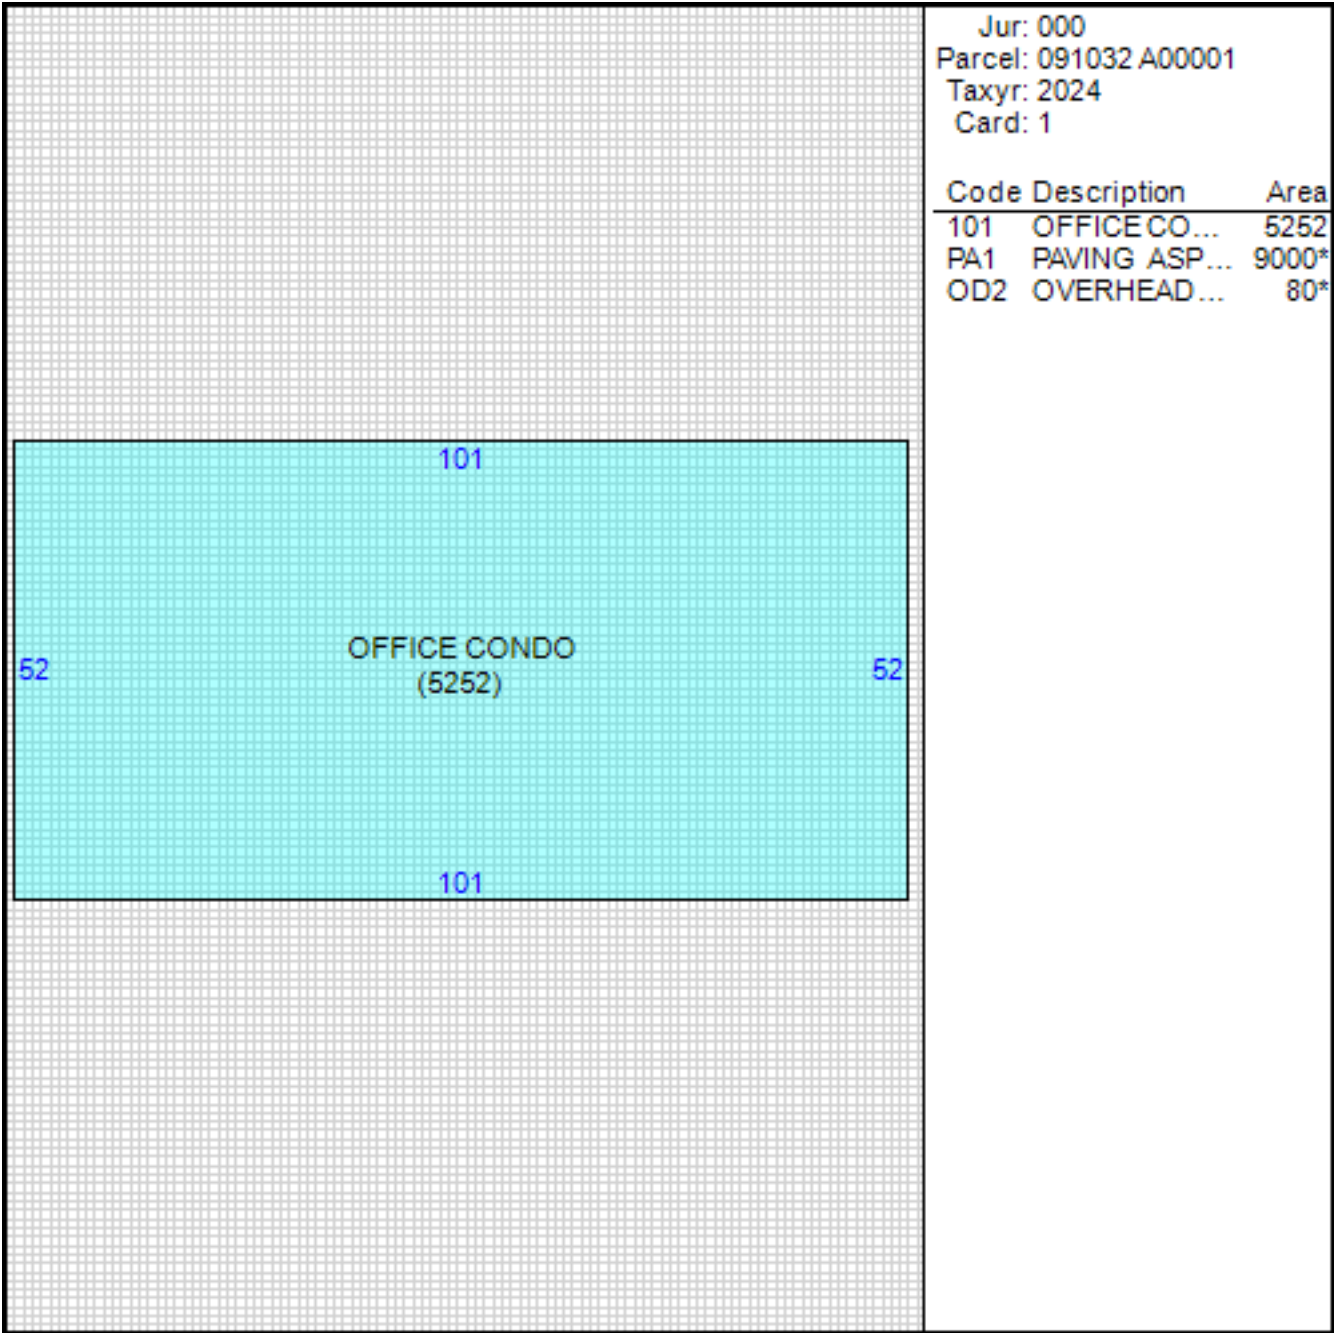 Jur: 000
Parcel: 091032 A00001
Taxyr: 2024
Card: 1
Code Description Area
101 OFFICE CO... 5252
PA1 PAVING ASP... 9000*
OD2 OVERHEAD... 80*
101
OFFICE CONDO
52 52
(5252)
101